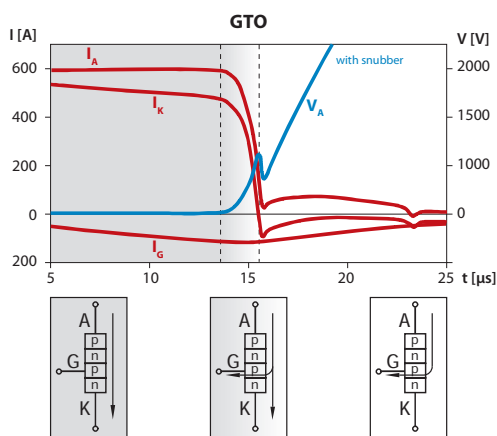 GTO
I [A]
V [V]
600
400
200
0
200
2000
1500
1000
500
0
I_A
I_K
I_G
V_A
with snubber
5
10
15
20
25
t [µs]
A
p
n
G
p
n
K
A
p
n
G
p
n
K
A
p
n
G
p
n
K